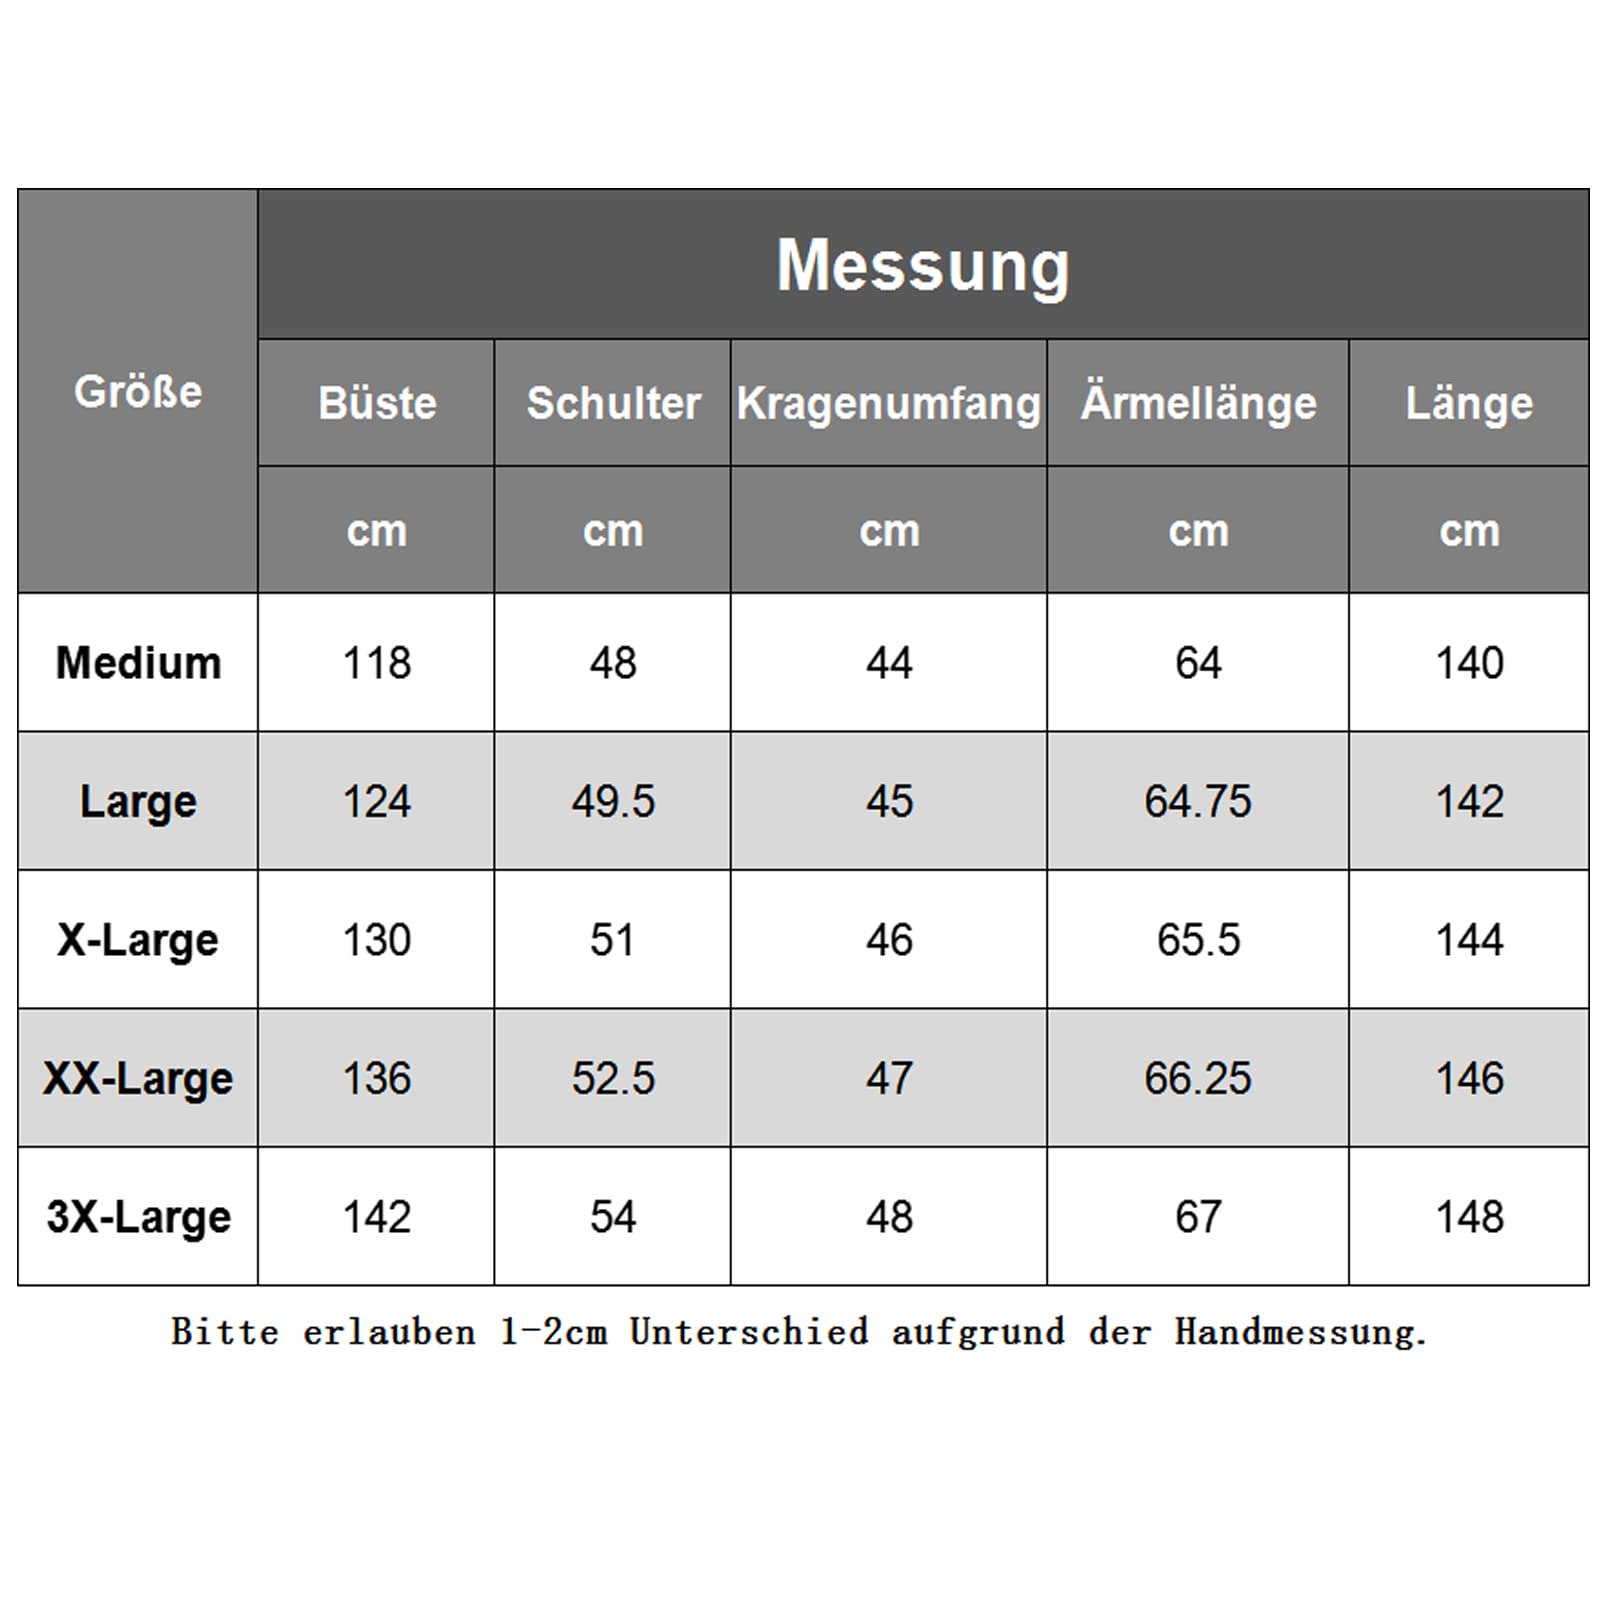 Messung
Größe Büste Schulter Kragenumfang Ärmellänge Länge
cm cm cm cm cm
Medium 118 48 44 64 140
Large 124 49.5 45 64.75 142
X-Large 130 51 46 65.5 144
XX-Large 136 52.5 47 66.25 146
3X-Large 142 54 48 67 148
Bitte erlauben 1-2cm Unterschied aufgrund der Handmessung.